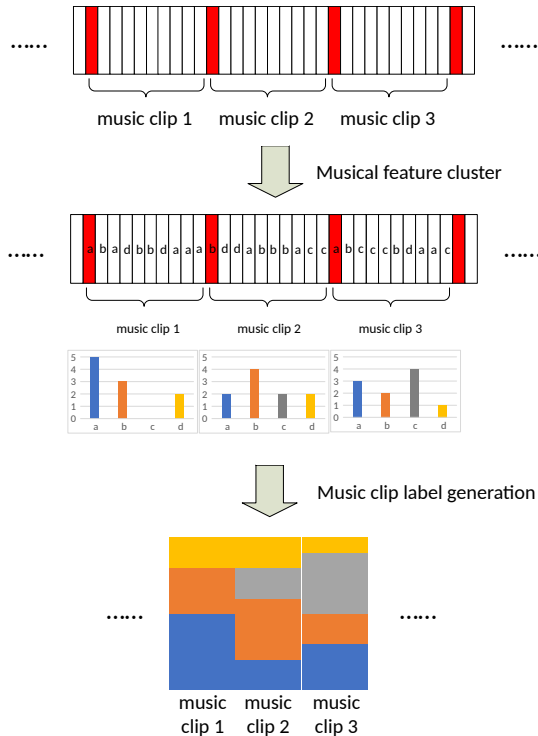 ...... ......
music clip 1 music clip 2 music clip 3
Musical feature cluster
...... a b a d b b d a a a b d d a b b b a c c a b c c c b d a a c ......
music clip 1 music clip 2 music clip 3
5 5 5
4 4 4
3 3 3
2 2 2
1 1 1
0 0 0
a b c d a b c d a b c d
Music clip label generation
...... ......
music music music
clip 1 clip 2 clip 3